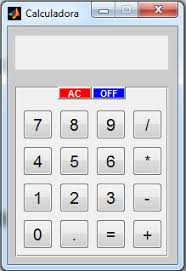 Calculadora
AC OFF
7 8 9 /
4 5 6 *
1 2 3 -
0 . = +